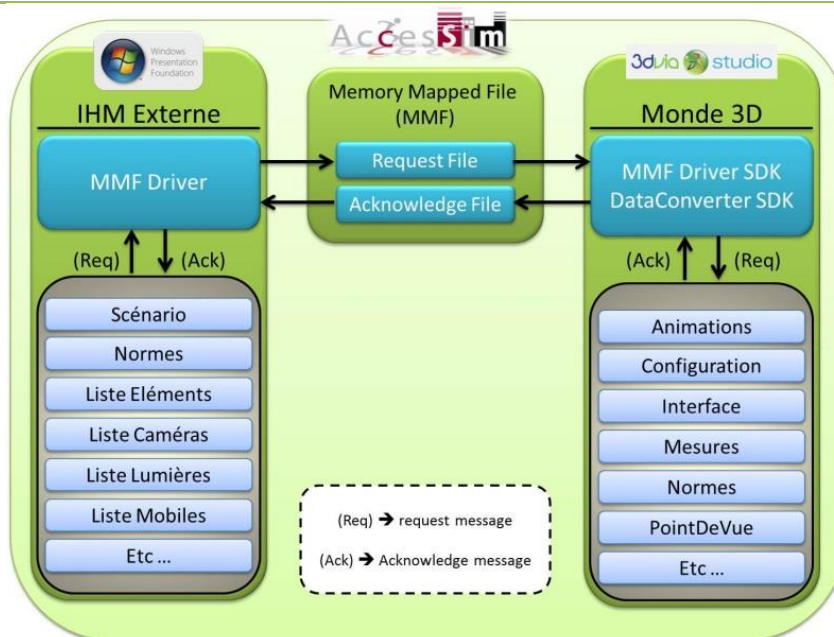 AccesSim
Windows
Presentation
Foundation
IHM Externe
MMF Driver
(Req)
(Ack)
Scénario
Normes
Liste Eléments
Liste Caméras
Liste Lumières
Liste Mobiles
Etc ...
Memory Mapped File
(MMF)
Request File
Acknowledge File
(Req) ➔ request message
(Ack) ➔ Acknowledge message
3dvia studio
Monde 3D
MMF Driver SDK
DataConverter SDK
(Ack)
(Req)
Animations
Configuration
Interface
Mesures
Normes
PointDeVue
Etc ...